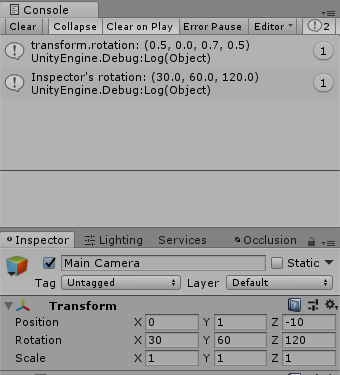 Console
Clear Collapse Clear on Play Error Pause Editor 2
transform.rotation: (0.5, 0.0, 0.7, 0.5)
UnityEngine.Debug:Log(Object)
1
Inspector's rotation: (30.0, 60.0, 120.0)
UnityEngine.Debug:Log(Object)
1
Inspector Lighting Services Occlusion
Main Camera Static
Tag Untagged Layer Default
Transform
Position X 0 Y 1 Z -10
Rotation X 30 Y 60 Z 120
Scale X 1 Y 1 Z 1